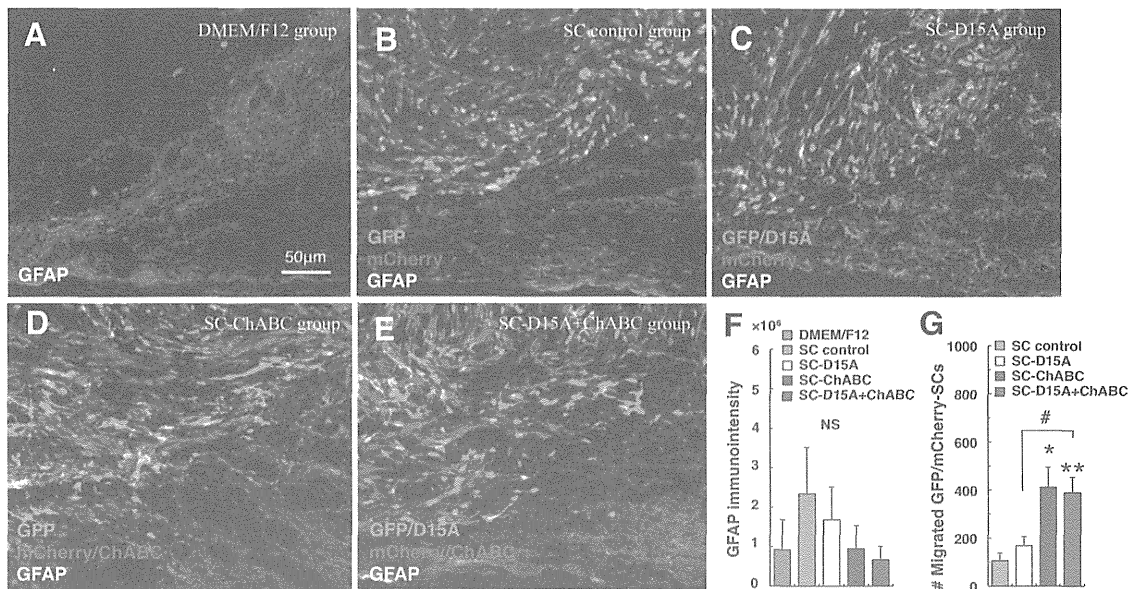 A
DMEM/F12 group
GFAP
50μm
B
SC control group
GFP
mCherry
GFAP
C
SC-D15A group
GFP/D15A
mCherry
GFAP
D
SC-ChABC group
GFP
mCherry/ChABC
GFAP
E
SC-D15A+ChABC group
GFP/D15A
mCherry/ChABC
GFAP
F
×10⁶
GFAP immunointensity
6
5
4
3
2
1
0
DMEM/F12
SC control
SC-D15A
SC-ChABC
SC-D15A+ChABC
NS
G
# Migrated GFP/mCherry-SCs
1000
800
600
400
200
0
SC control
SC-D15A
SC-ChABC
SC-D15A+ChABC
#
*
**